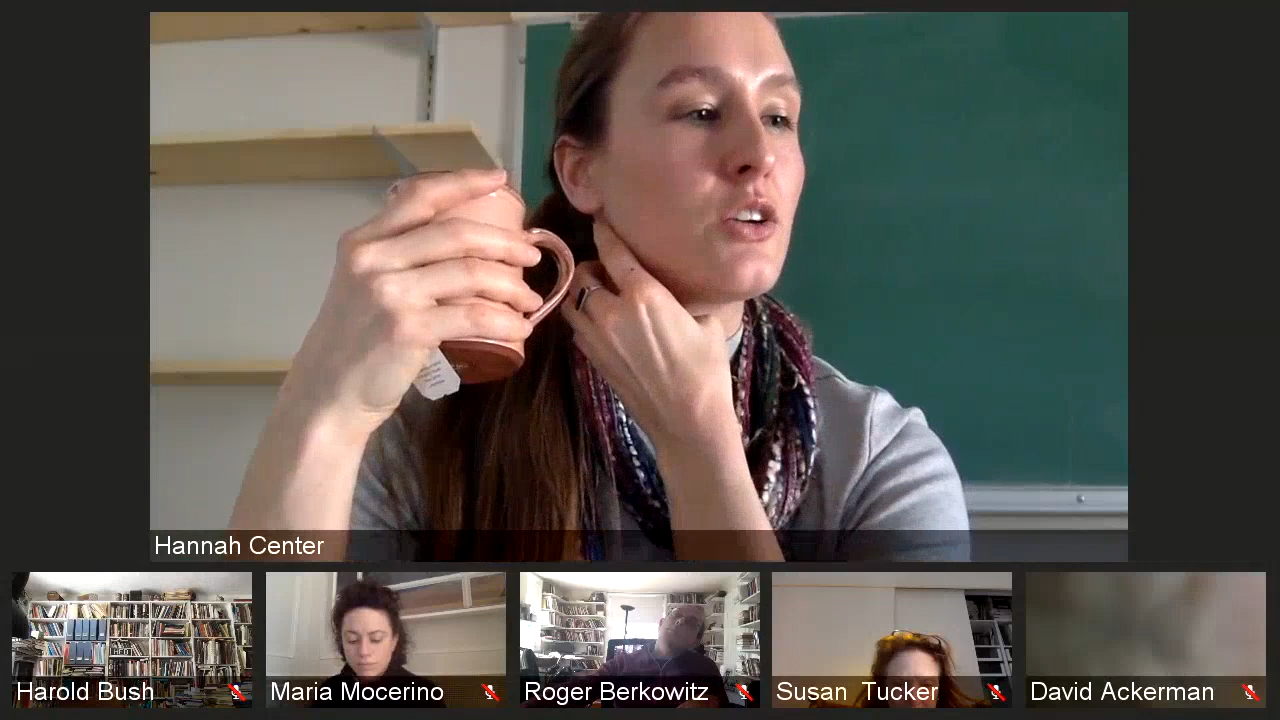 Hannah Center
Harold Bush
Maria Mocerino
Roger Berkowitz
Susan Tucker
David Ackerman